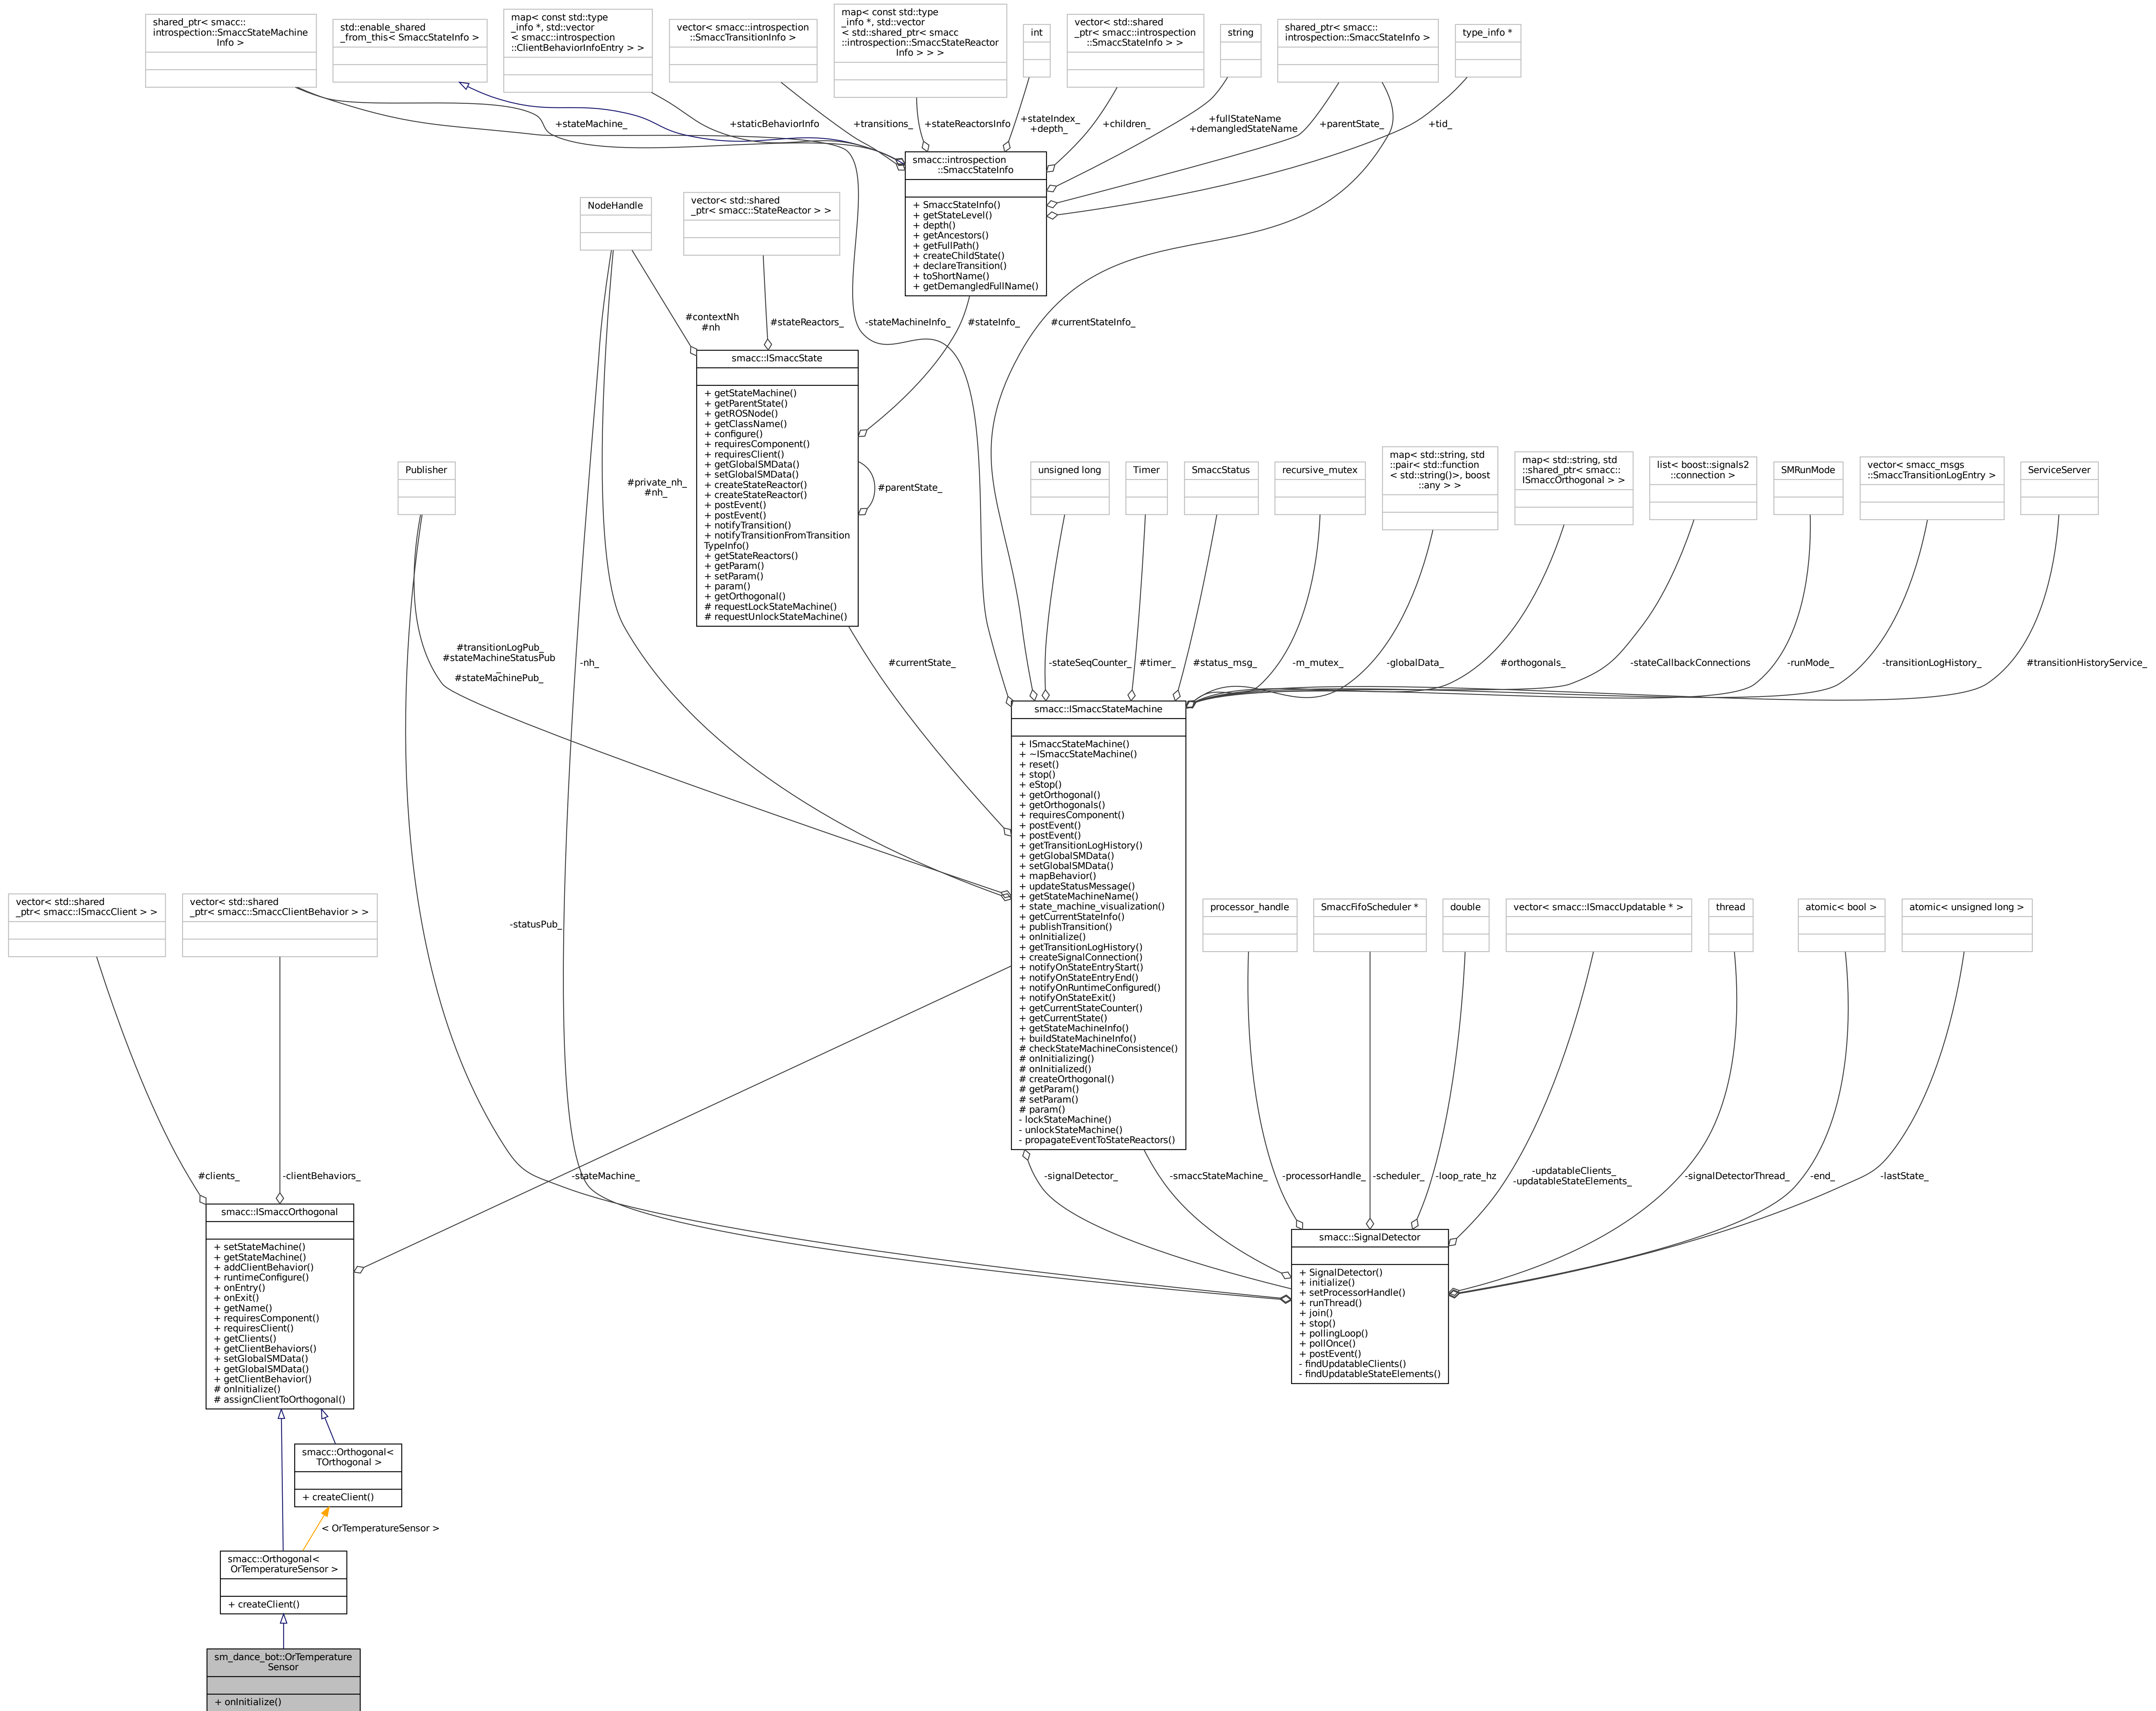 shared_ptr< smacc::
introspection::SmaccStateMachine
Info >
std::enable_shared
_from_this< SmaccStateInfo >
map< const std::type
_info *, std::vector
< smacc::introspection
::ClientBehaviorInfoEntry > >
vector< smacc::introspection
::SmaccTransitionInfo >
map< const std::type
_info *, std::vector
< std::shared_ptr< smacc
::introspection::SmaccStateReactor
Info > > >
int
vector< std::shared
_ptr< smacc::introspection
::SmaccStateInfo > >
string
shared_ptr< smacc::
introspection::SmaccStateInfo >
type_info *
+stateMachine_
+staticBehaviorInfo
+transitions_
+stateReactorsInfo
+stateIndex_
+depth_
+children_
+fullStateName
+demangledStateName
+parentState_
+tid_
smacc::introspection
::SmaccStateInfo
+ SmaccStateInfo()
+ getStateLevel()
+ depth()
+ getAncestors()
+ getFullPath()
+ createChildState()
+ declareTransition()
+ toShortName()
+ getDemangledFullName()
NodeHandle
vector< std::shared
_ptr< smacc::StateReactor > >
#contextNh
#nh
#stateReactors_
-stateMachineInfo_
#stateInfo_
#currentStateInfo_
smacc::ISmaccState
+ getStateMachine()
+ getParentState()
+ getROSNode()
+ getClassName()
+ configure()
+ requiresComponent()
+ requiresClient()
+ getGlobalSMData()
+ setGlobalSMData()
+ createStateReactor()
+ createStateReactor()
+ postEvent()
+ postEvent()
+ notifyTransition()
+ notifyTransitionFromTransition
TypeInfo()
+ getStateReactors()
+ getParam()
+ setParam()
+ param()
+ getOrthogonal()
# requestLockStateMachine()
# requestUnlockStateMachine()
#parentState_
Publisher
#private_nh_
#nh_
unsigned long
Timer
SmaccStatus
recursive_mutex
map< std::string, std
::pair< std::function
< std::string()>, boost
::any > >
map< std::string, std
::shared_ptr< smacc::
ISmaccOrthogonal > >
list< boost::signals2
::connection >
SMRunMode
vector< smacc_msgs
::SmaccTransitionLogEntry >
ServiceServer
#transitionLogPub_
#stateMachineStatusPub
_
#stateMachinePub_
-nh_
#currentState_
-stateSeqCounter_
#timer_
#status_msg_
-m_mutex_
-globalData_
#orthogonals_
-stateCallbackConnections
-runMode_
-transitionLogHistory_
#transitionHistoryService_
smacc::ISmaccStateMachine
+ ISmaccStateMachine()
+ ~ISmaccStateMachine()
+ reset()
+ stop()
+ eStop()
+ getOrthogonal()
+ getOrthogonals()
+ requiresComponent()
+ postEvent()
+ postEvent()
+ getTransitionLogHistory()
+ getGlobalSMData()
+ setGlobalSMData()
+ mapBehavior()
+ updateStatusMessage()
+ getStateMachineName()
+ state_machine_visualization()
+ getCurrentStateInfo()
+ publishTransition()
+ onInitialize()
+ getTransitionLogHistory()
+ createSignalConnection()
+ notifyOnStateEntryStart()
+ notifyOnStateEntryEnd()
+ notifyOnRuntimeConfigured()
+ notifyOnStateExit()
+ getCurrentStateCounter()
+ getCurrentState()
+ getStateMachineInfo()
+ buildStateMachineInfo()
# checkStateMachineConsistence()
# onInitializing()
# onInitialized()
# createOrthogonal()
# getParam()
# setParam()
# param()
- lockStateMachine()
- unlockStateMachine()
- propagateEventToStateReactors()
vector< std::shared
_ptr< smacc::ISmaccClient > >
vector< std::shared
_ptr< smacc::SmaccClientBehavior > >
-statusPub_
processor_handle
SmaccFifoScheduler *
double
vector< smacc::ISmaccUpdatable * >
thread
atomic< bool >
atomic< unsigned long >
#clients_
-clientBehaviors_
-stateMachine_
-signalDetector_
-smaccStateMachine_
-processorHandle_
-scheduler_
-loop_rate_hz
-updatableClients_
-updatableStateElements_
-signalDetectorThread_
-end_
-lastState_
smacc::ISmaccOrthogonal
+ setStateMachine()
+ getStateMachine()
+ addClientBehavior()
+ runtimeConfigure()
+ onEntry()
+ onExit()
+ getName()
+ requiresComponent()
+ requiresClient()
+ getClients()
+ getClientBehaviors()
+ setGlobalSMData()
+ getGlobalSMData()
+ getClientBehavior()
# onInitialize()
# assignClientToOrthogonal()
smacc::SignalDetector
+ SignalDetector()
+ initialize()
+ setProcessorHandle()
+ runThread()
+ join()
+ stop()
+ pollingLoop()
+ pollOnce()
+ postEvent()
- findUpdatableClients()
- findUpdatableStateElements()
smacc::Orthogonal<
TOrthogonal >
+ createClient()
< OrTemperatureSensor >
smacc::Orthogonal<
OrTemperatureSensor >
+ createClient()
sm_dance_bot::OrTemperature
Sensor
+ onInitialize()